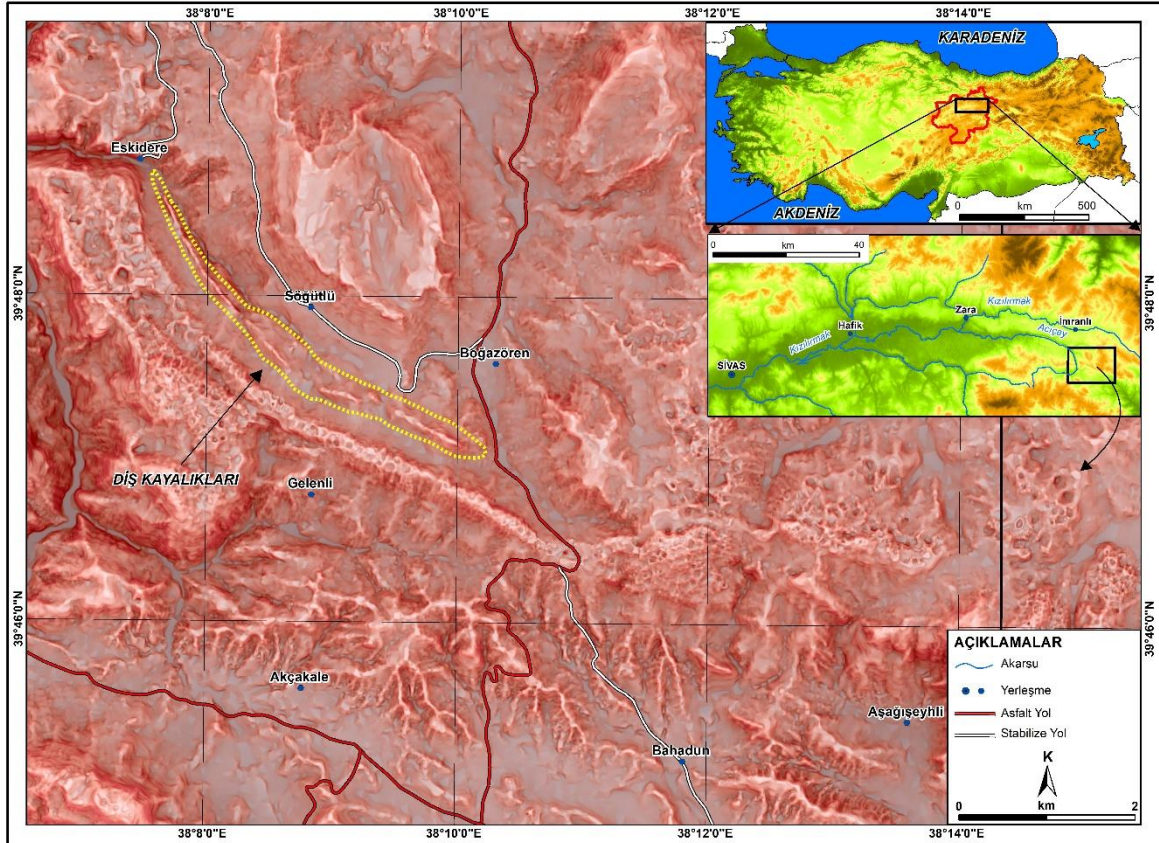 38°8'0"E
38°10'0"E
38°12'0"E
38°14'0"E
39°48'0"N
39°46'0"N
Eskidere
Söğütlü
Boğazören
DİŞ KAYALIKLARI
Gelenli
Akçakale
Bahadun
Aşağışeyhli
KARADENİZ
AKDENİZ
0 km 500
0 km 40
Kızılırmak
Zara
İmranlı
Hafik
Acıçay
Kızılırmak
SİVAS
39°48'0"N
39°46'0"N
AÇIKLAMALAR
Akarsu
Yerleşme
Asfalt Yol
Stabilize Yol
K
0 km 2
38°8'0"E
38°10'0"E
38°12'0"E
38°14'0"E